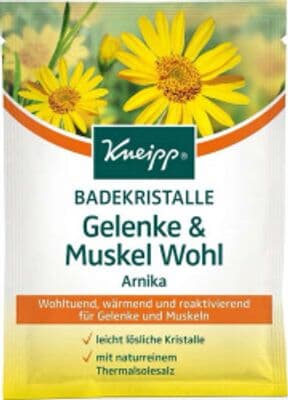 Kneipp®
BADEKRISTALLE
Gelenke &
Muskel Wohl
Arnika
Wohltuend, wärmend und reaktivierend
für Gelenke und Muskeln
✓ leicht lösliche Kristalle
✓ mit naturreinem
Thermalsolesalz